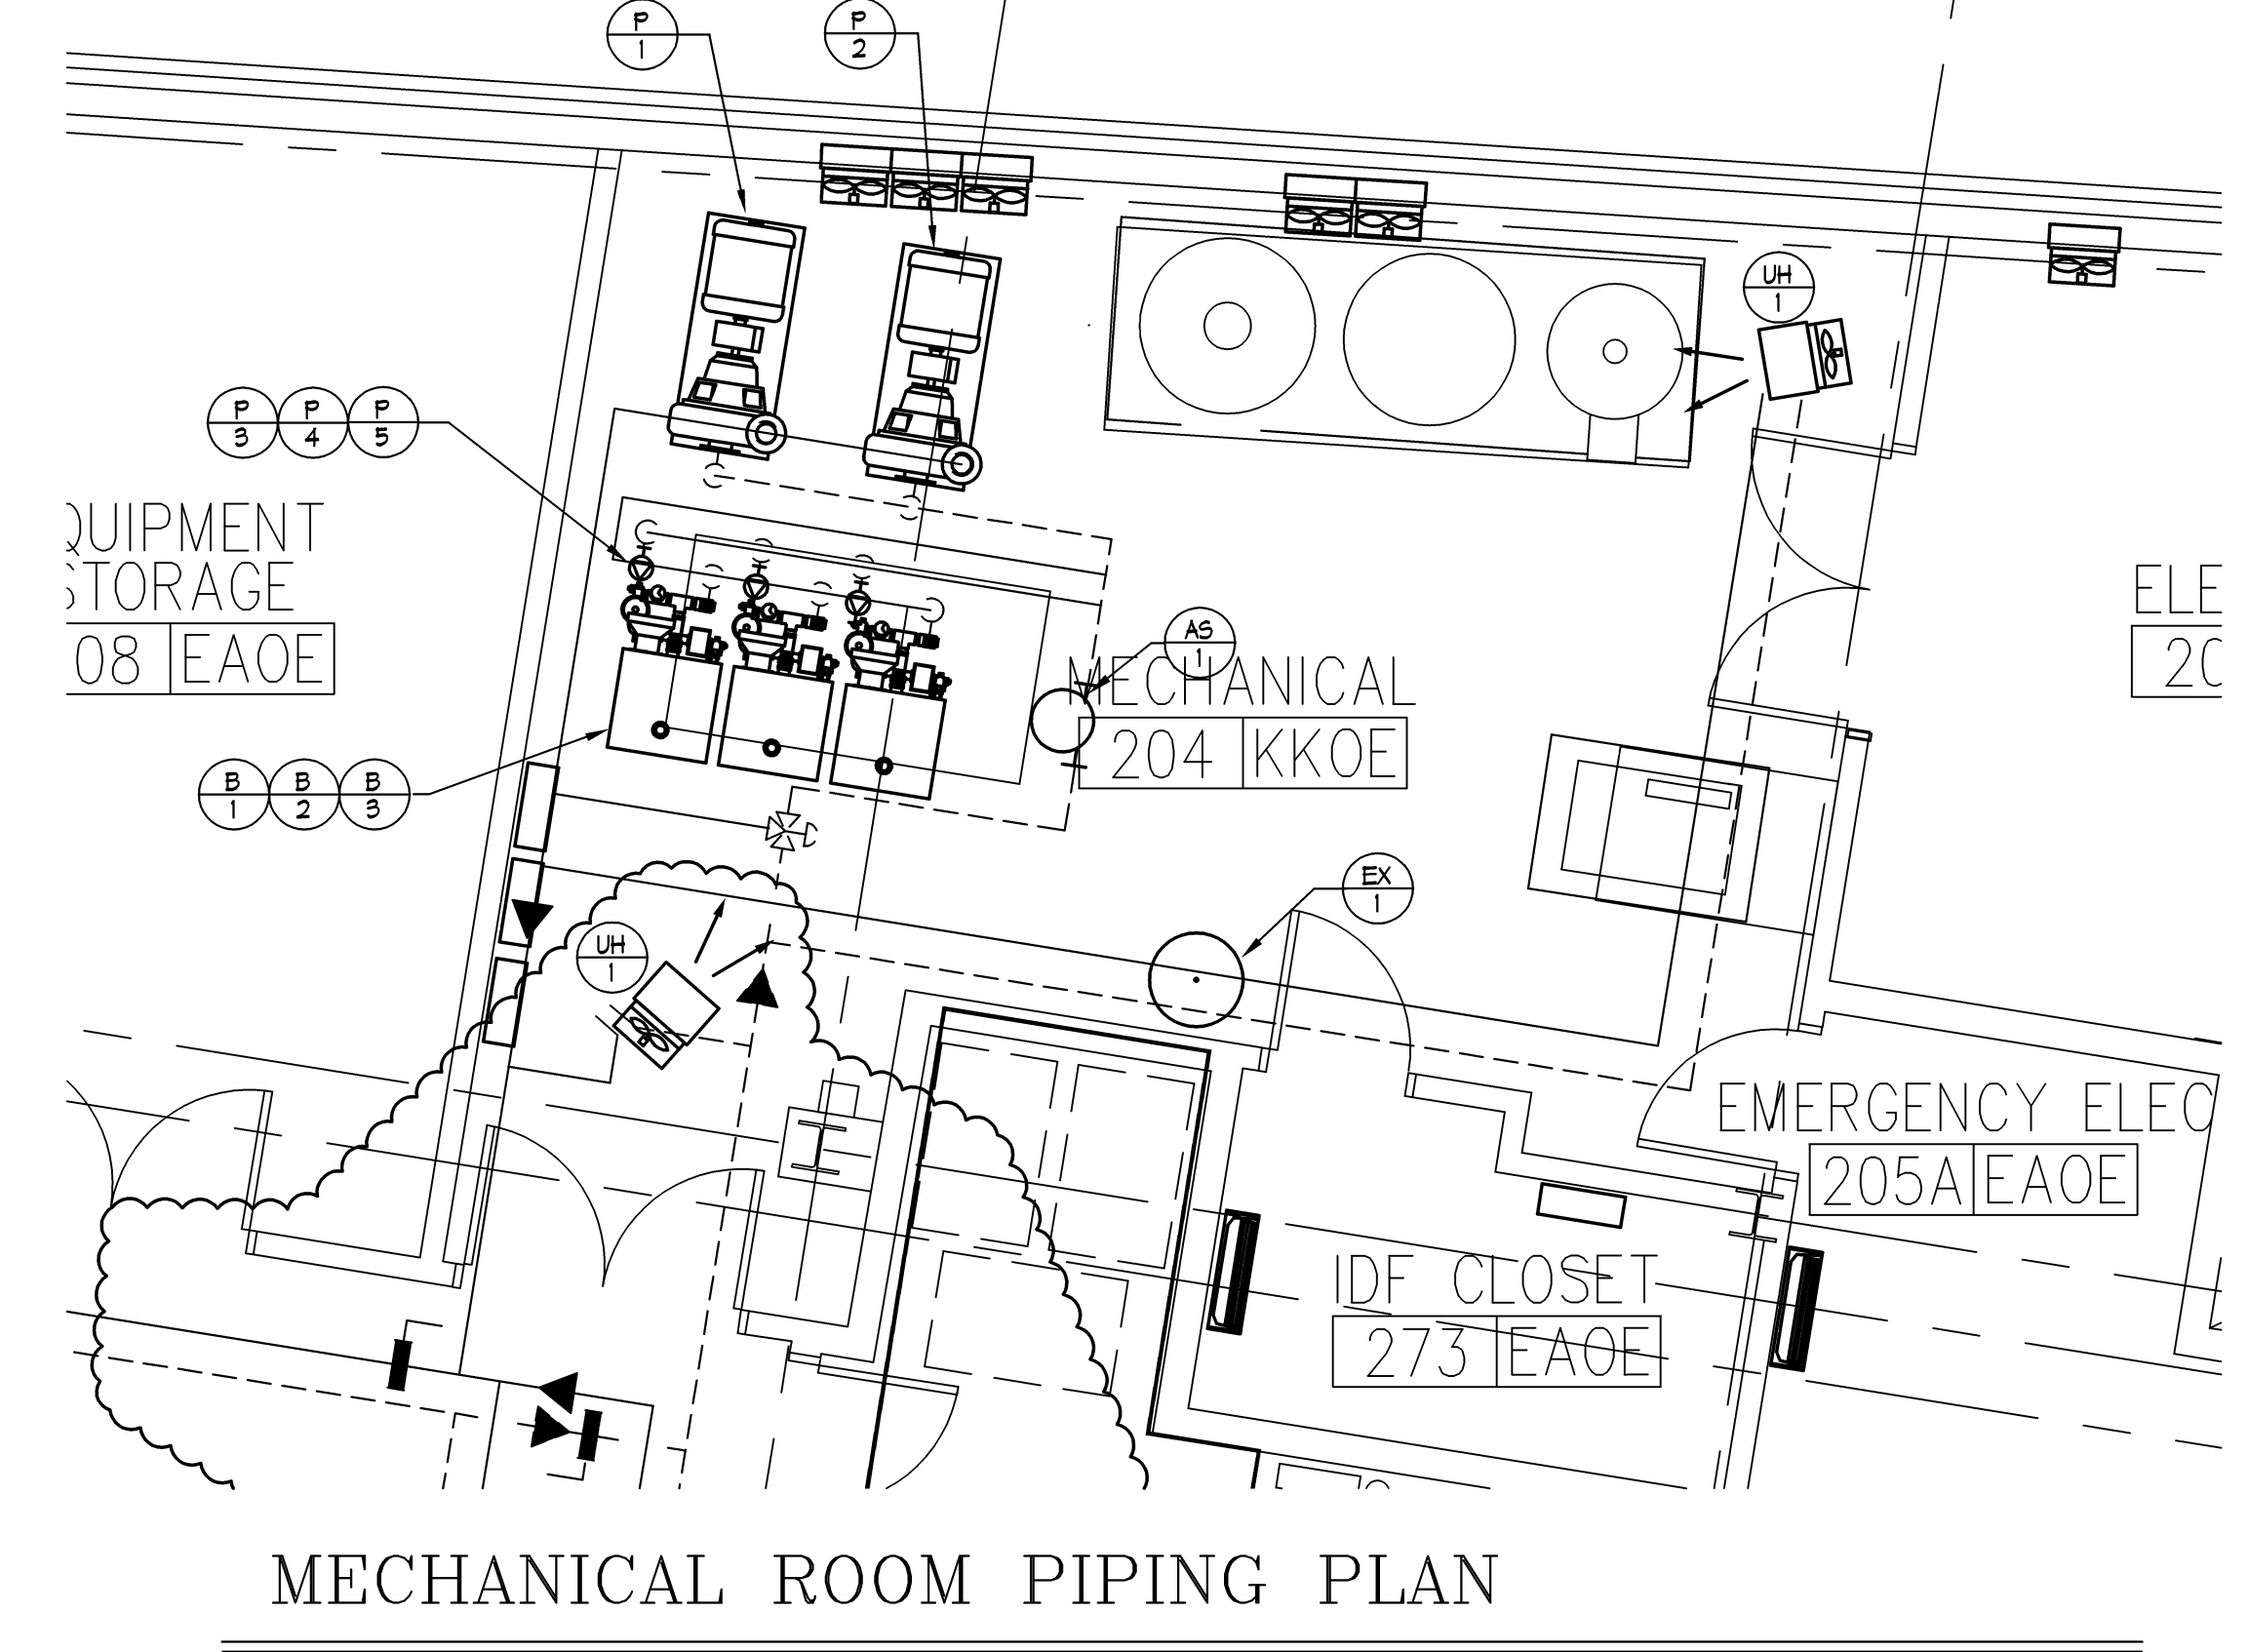 P
1
P
2
UH
1
P
3
P
4
P
5
QUIPMENT
STORAGE
08 EAOE
ELE
20
AS
1
MECHANICAL
204 KKOE
B
1
B
2
B
3
EX
1
UH
1
EMERGENCY ELEC
205A EAOE
IDF CLOSET
273 EAOE
MECHANICAL ROOM PIPING PLAN